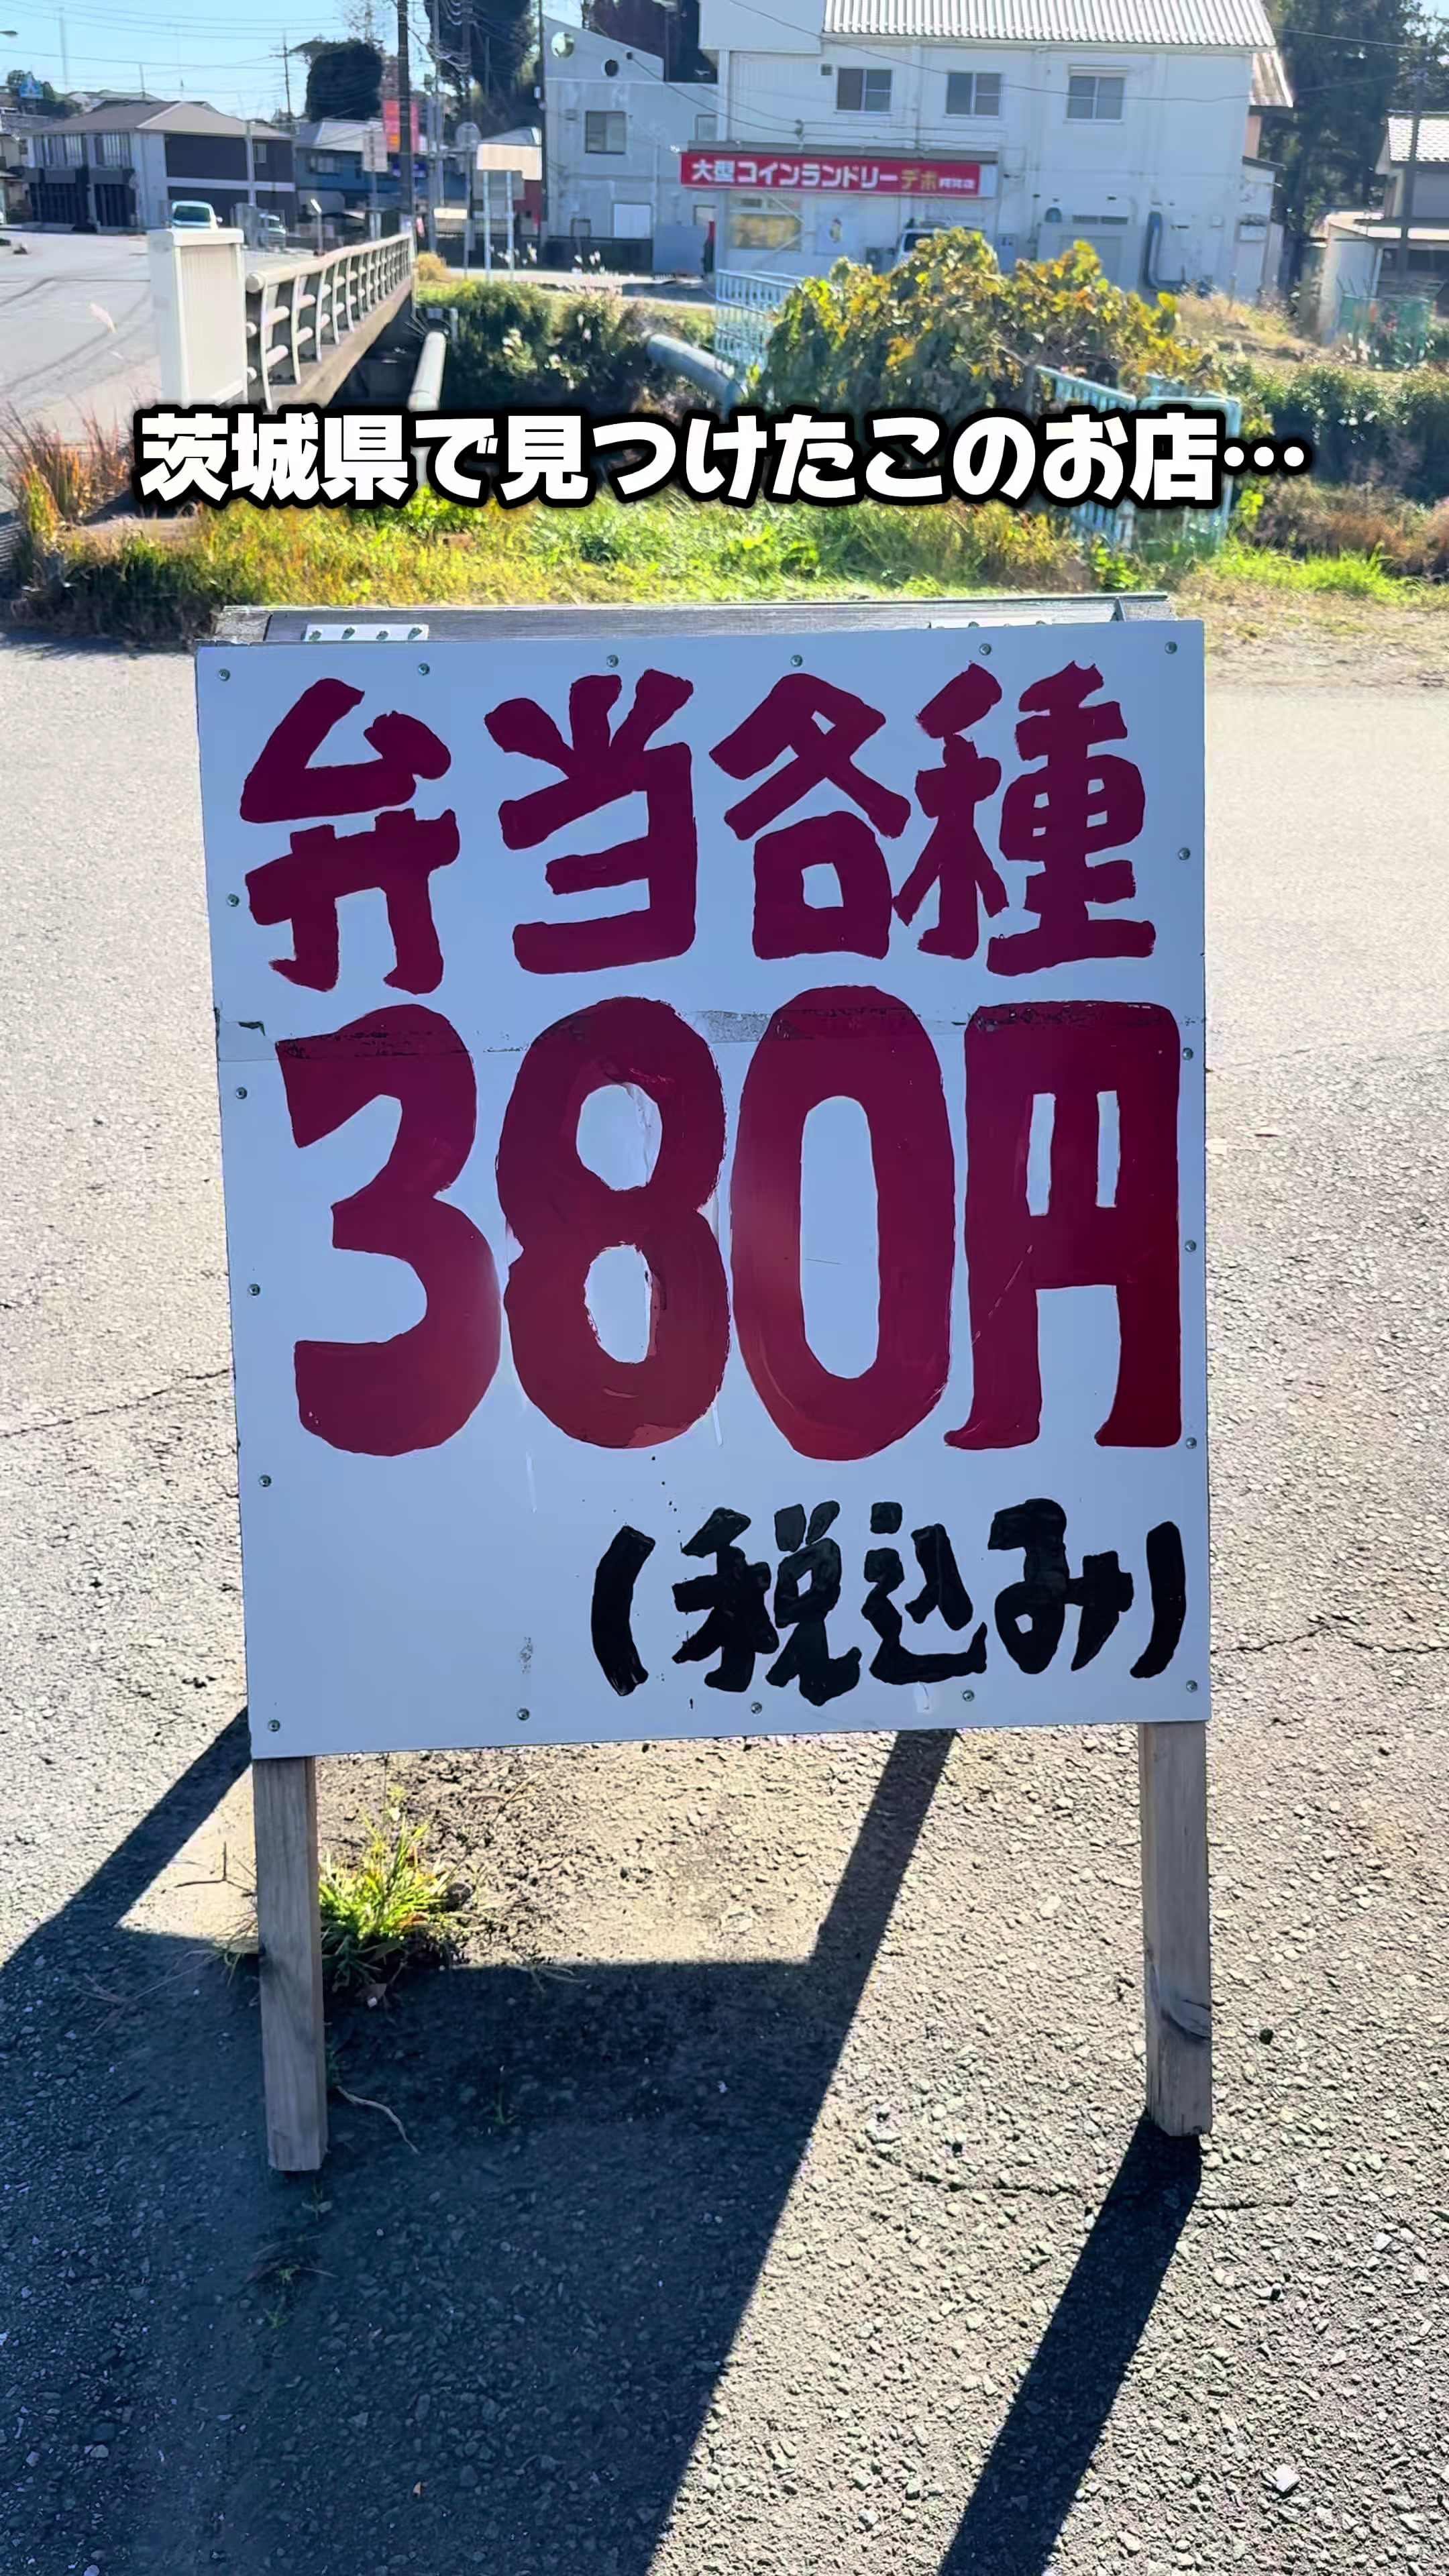 大型コインランドリーデポ
茨城県で見つけたこのお店…
弁当各種
380円
(税込み)